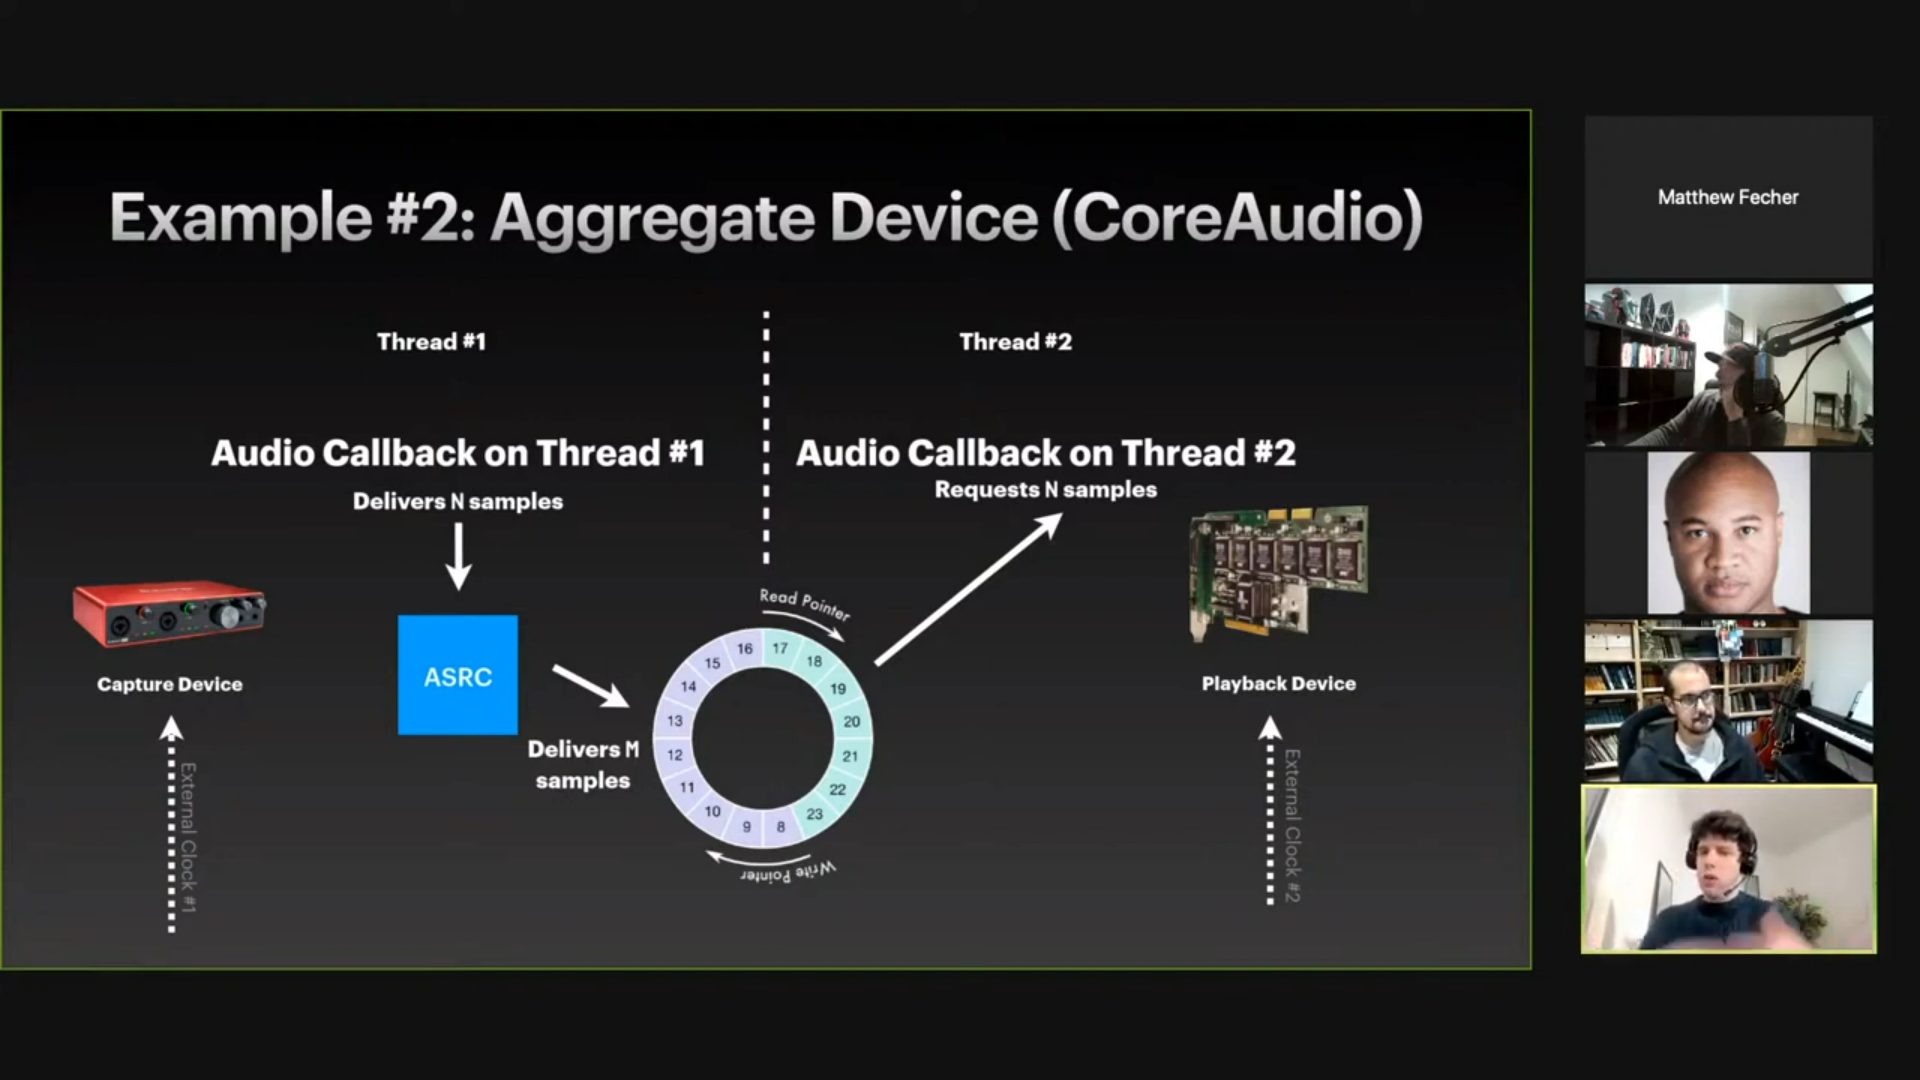 Example #2: Aggregate Device (CoreAudio)
Thread #1
Thread #2
Audio Callback on Thread #1
Delivers N samples
Audio Callback on Thread #2
Requests N samples
Capture Device
External Clock #1
ASRC
Delivers M
samples
Read Pointer
16
17
18
19
20
21
22
23
8
9
10
11
12
13
14
15
Write Pointer
Playback Device
External Clock #2
Matthew Fecher